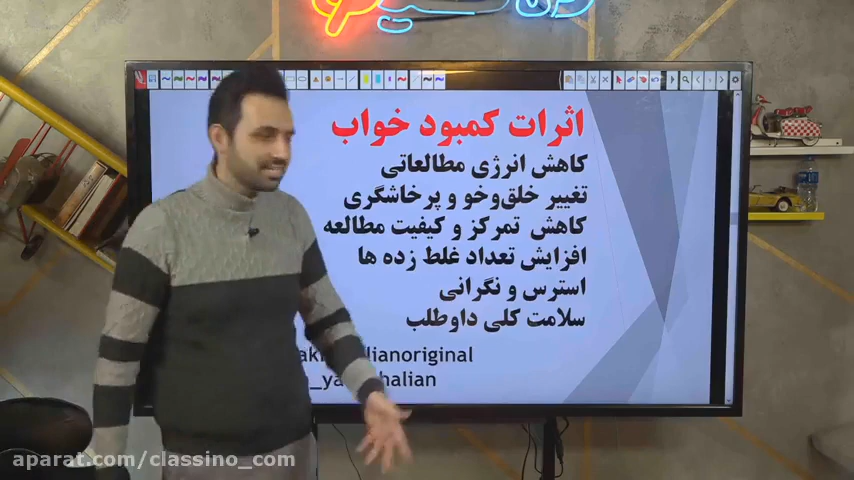 اثرات کمبود خواب
کاهش انرژی مطالعاتی
تغییر خلق‌وخو و پرخاشگری
کاهش تمرکز و کیفیت مطالعه
افزایش تعداد غلط زده ها
استرس و نگرانی
سلامت کلی داوطلب
aparat.com/classino_com